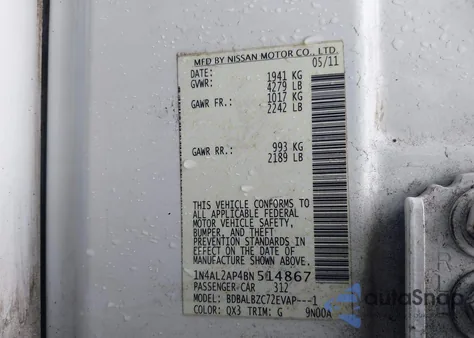 MFD BY NISSAN MOTOR CO., LTD.
DATE: 05/11
GVWR: 1941 KG
4279 LB
GAWR FR.: 1017 KG
2242 LB
GAWR RR.: 993 KG
2189 LB
THIS VEHICLE CONFORMS TO
ALL APPLICABLE FEDERAL
MOTOR VEHICLE SAFETY,
BUMPER, AND THEFT
PREVENTION STANDARDS IN
EFFECT ON THE DATE OF
MANUFACTURE SHOWN ABOVE.
1N4AL2AP4BN514867
PASSENGER CAR 312
MODEL: BDBALBZC72EVAP---1
COLOR: QX3 TRIM: G 9N00A
AutoSnap